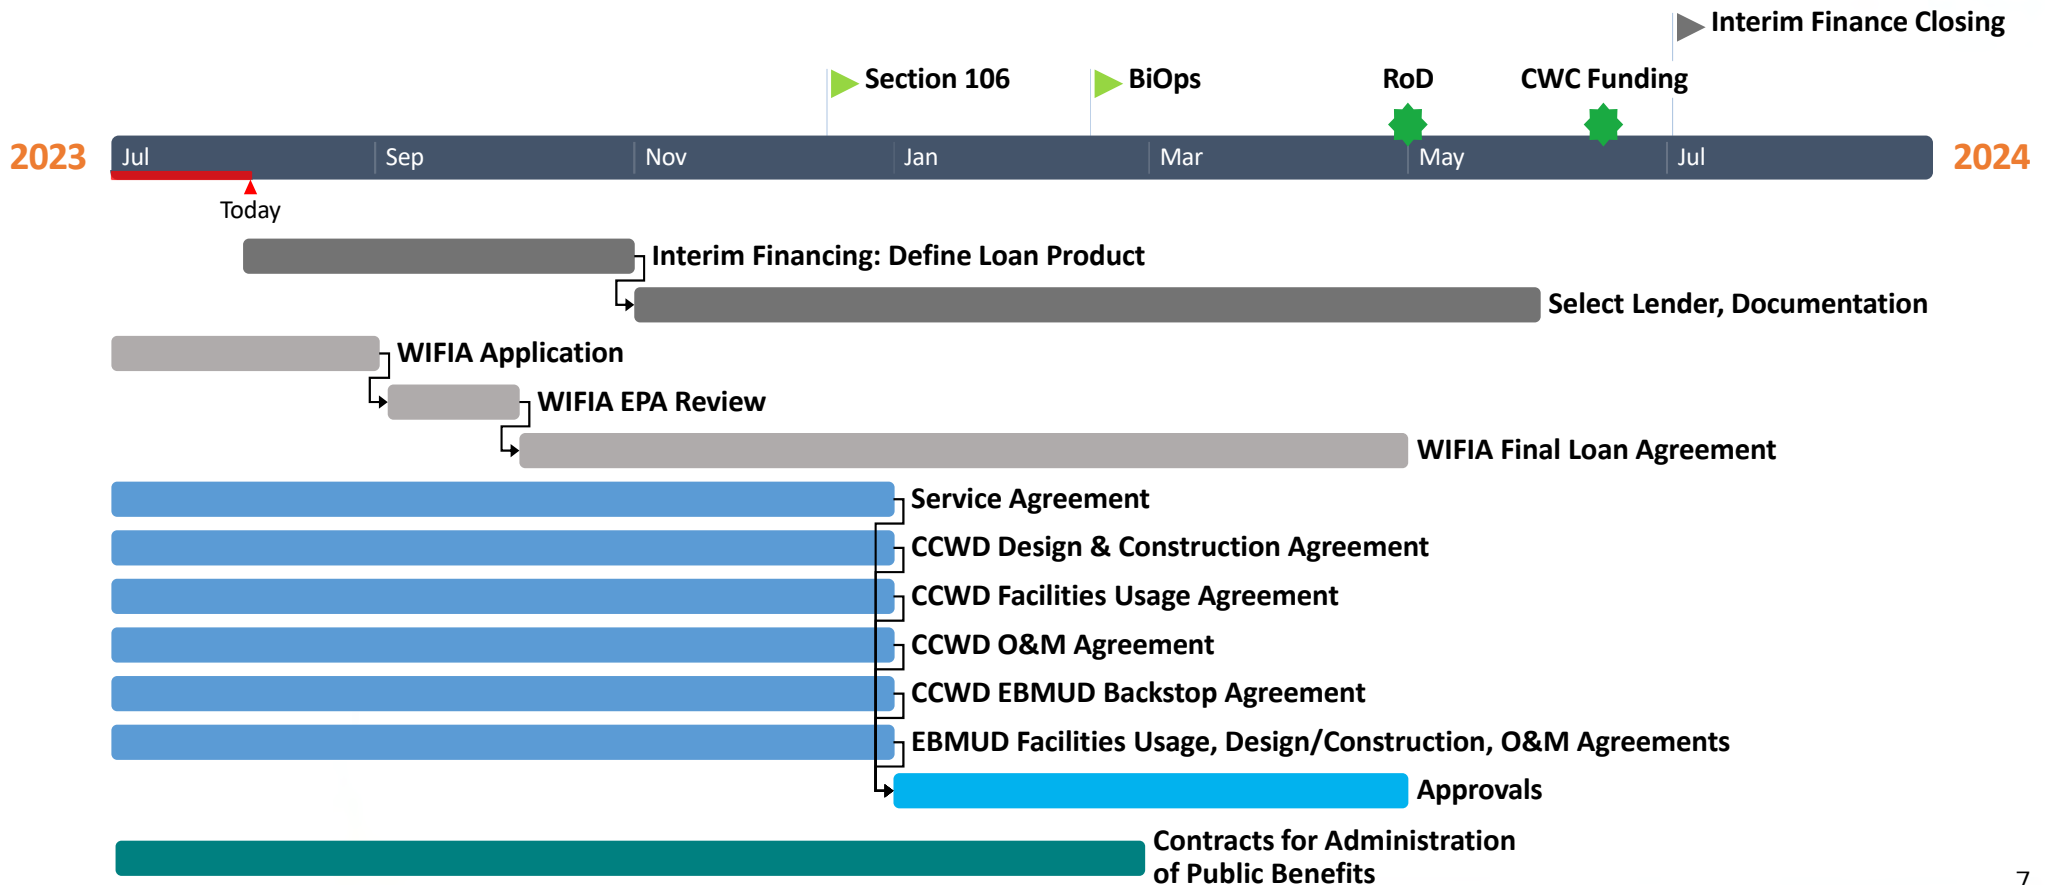 Interim Finance Closing
Section 106
BiOps
RoD
CWC Funding
2023
Jul
Sep
Nov
Jan
Mar
May
Jul
2024
Today
Interim Financing: Define Loan Product
Select Lender, Documentation
WIFIA Application
WIFIA EPA Review
WIFIA Final Loan Agreement
Service Agreement
CCWD Design & Construction Agreement
CCWD Facilities Usage Agreement
CCWD O&M Agreement
CCWD EBMUD Backstop Agreement
EBMUD Facilities Usage, Design/Construction, O&M Agreements
Approvals
Contracts for Administration
of Public Benefits
7